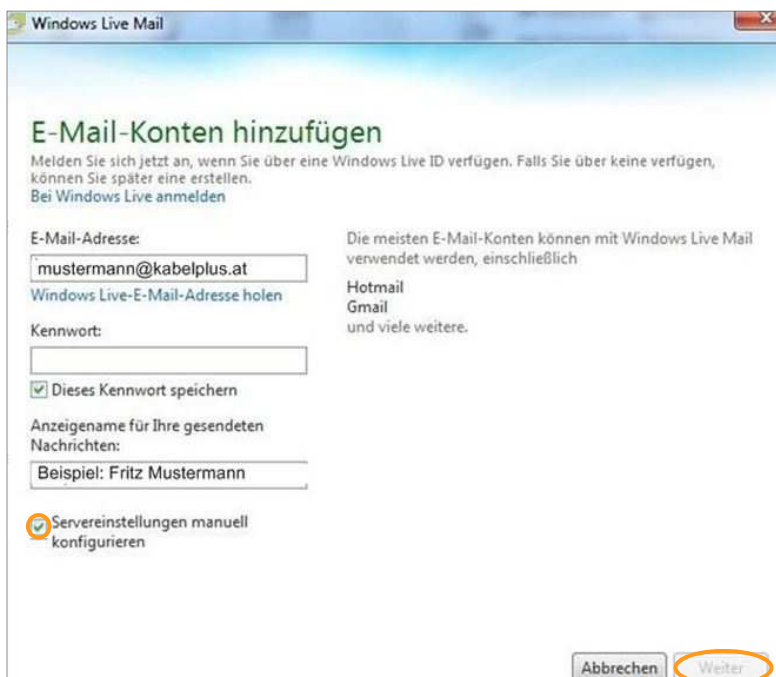 Windows Live Mail
E-Mail-Konten hinzufügen
Melden Sie sich jetzt an, wenn Sie über eine Windows Live ID verfügen. Falls Sie über keine verfügen,
können Sie später eine erstellen.
Bei Windows Live anmelden
E-Mail-Adresse:
mustermann@kabelplus.at
Windows Live-E-Mail-Adresse holen
Kennwort:
Dieses Kennwort speichern
Anzeigename für Ihre gesendeten
Nachrichten:
Beispiel: Fritz Mustermann
Servereinstellungen manuell
konfigurieren
Die meisten E-Mail-Konten können mit Windows Live Mail
verwendet werden, einschließlich
Hotmail
Gmail
und viele weitere.
Abbrechen
Weiter